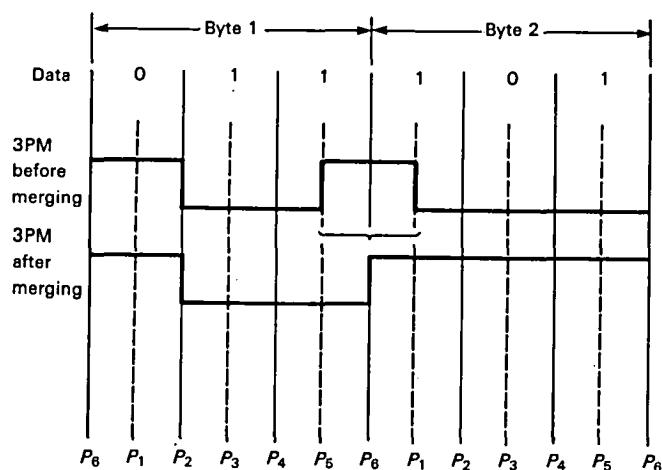 Byte 1 Byte 2
Data 0 1 1 1 0 1
3PM
before
merging
3PM
after
merging
P6 P1 P2 P3 P4 P5 P6 P1 P2 P3 P4 P5 P6